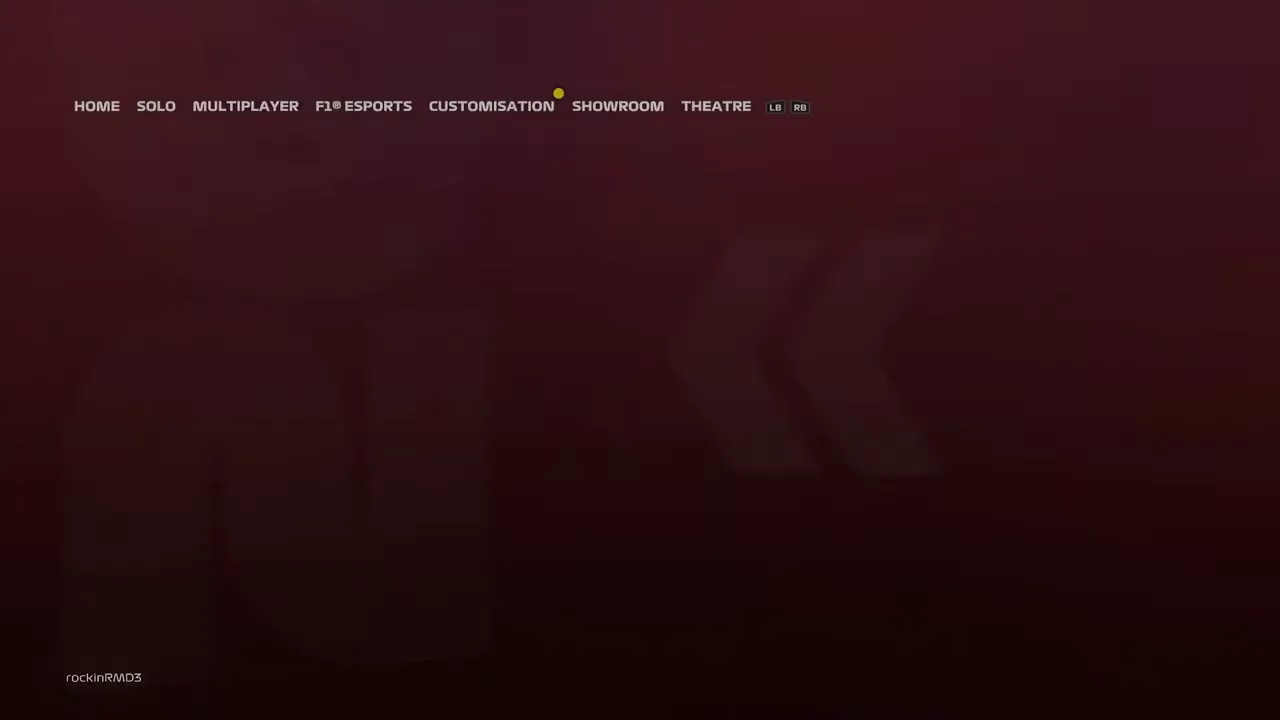 HOME SOLO MULTIPLAYER F1® ESPORTS CUSTOMISATION SHOWROOM THEATRE LB RB
rockinRMD3